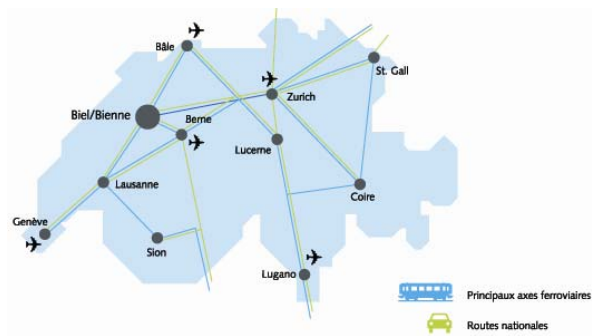 Bâle
St. Gall
Zurich
Biel/Bienne
Berne
Lucerne
Lausanne
Coire
Genève
Sion
Lugano
Principaux axes ferroviaires
Routes nationales